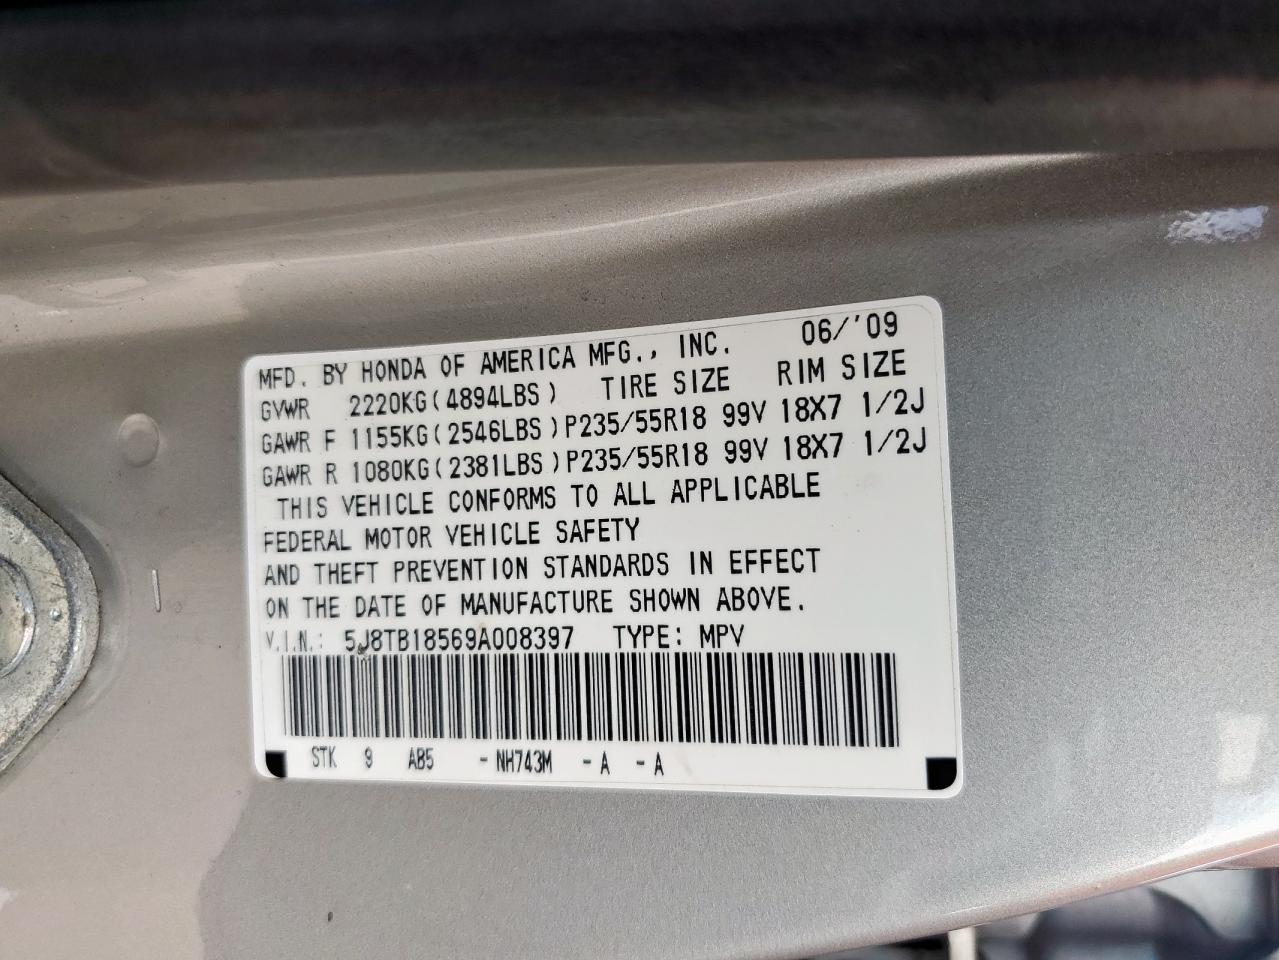 MFD. BY HONDA OF AMERICA MFG., INC. 06/'09
GVWR 2220KG(4894LBS) TIRE SIZE RIM SIZE
GAWR F 1155KG(2546LBS)P235/55R18 99V 18X7 1/2J
GAWR R 1080KG(2381LBS)P235/55R18 99V 18X7 1/2J
THIS VEHICLE CONFORMS TO ALL APPLICABLE
FEDERAL MOTOR VEHICLE SAFETY
AND THEFT PREVENTION STANDARDS IN EFFECT
ON THE DATE OF MANUFACTURE SHOWN ABOVE.
V.I.N.: 5J8TB18569A008397 TYPE: MPV
STK 9 AB5 -NH743M -A -A